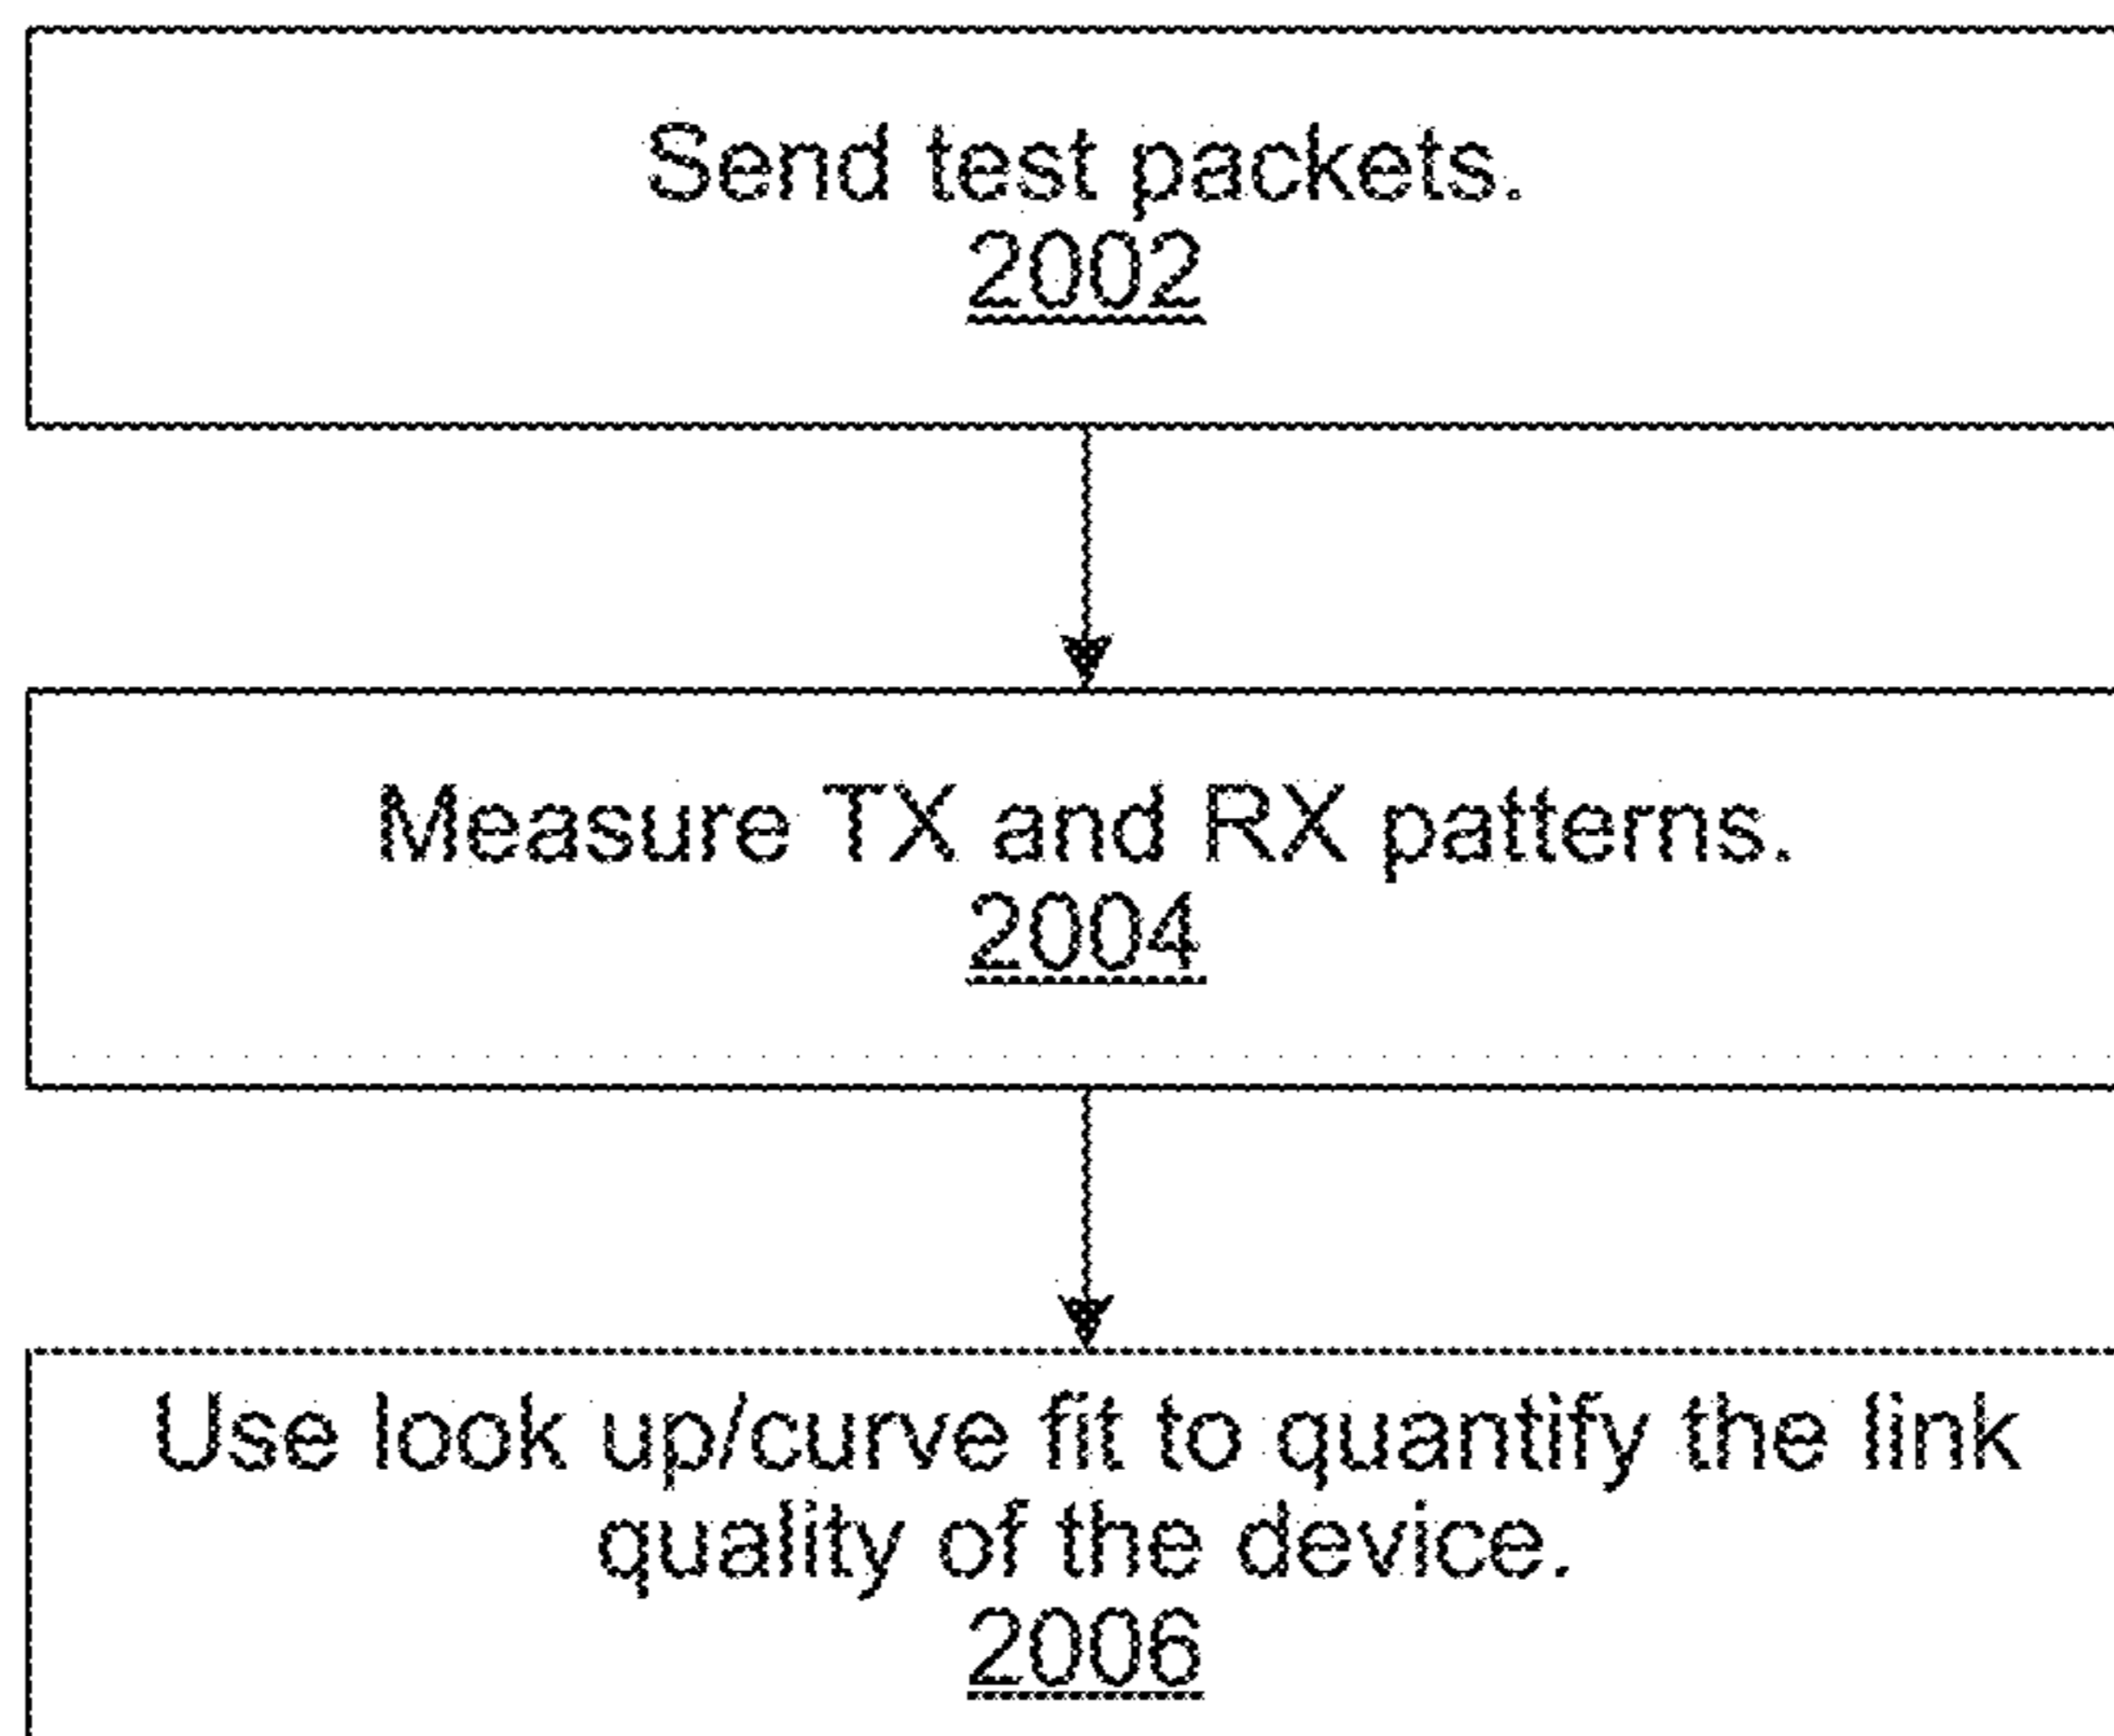 Send test packets.
2002
Measure TX and RX patterns.
2004
Use look up/curve fit to quantify the link
quality of the device.
2006